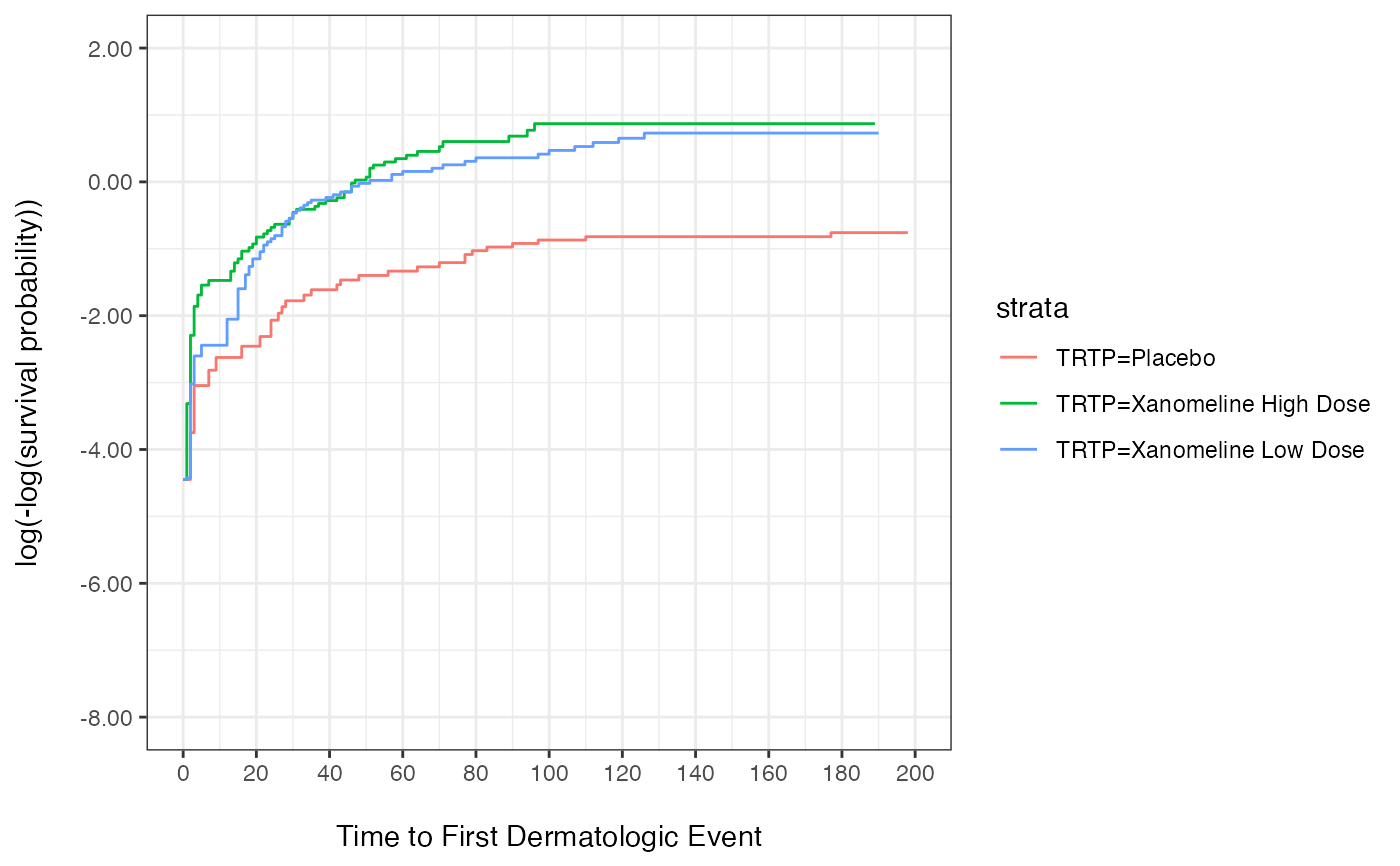 log(-log(survival probability))
2.00
0.00
-2.00
-4.00
-6.00
-8.00
0 20 40 60 80 100 120 140 160 180 200
Time to First Dermatologic Event
strata
TRTP=Placebo
TRTP=Xanomeline High Dose
TRTP=Xanomeline Low Dose